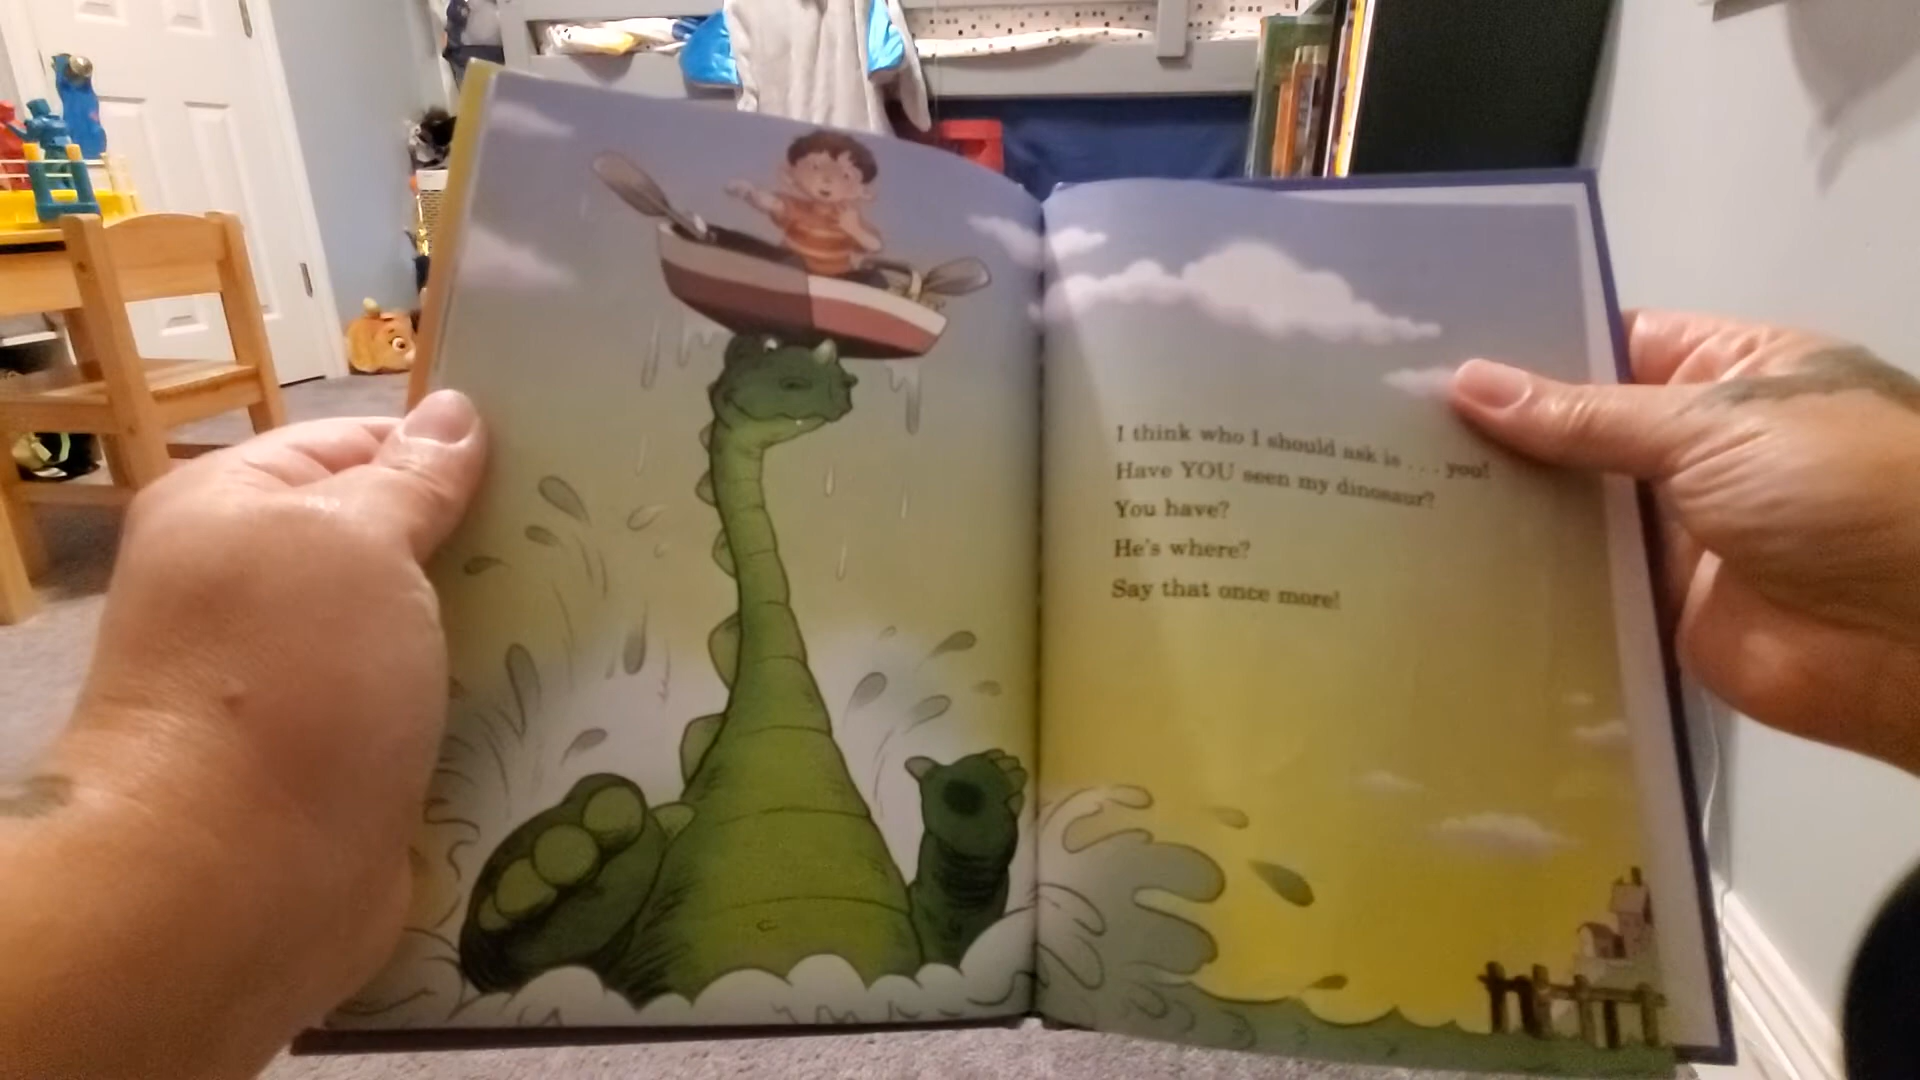 I think who I should ask is . . . you!
Have YOU seen my dinosaur?
You have?
He's where?
Say that once more!